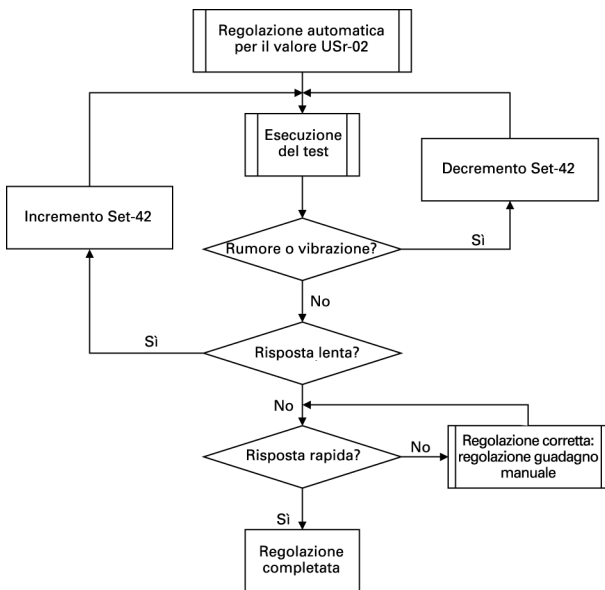 Regolazione automatica
per il valore USr-02
Esecuzione
del test
Decremento Set-42
Incremento Set-42
Rumore o vibrazione?
Sì
No
Sì
Risposta lenta?
No
Risposta rapida?
No
Regolazione corretta:
regolazione guadagno
manuale
Sì
Regolazione
completata